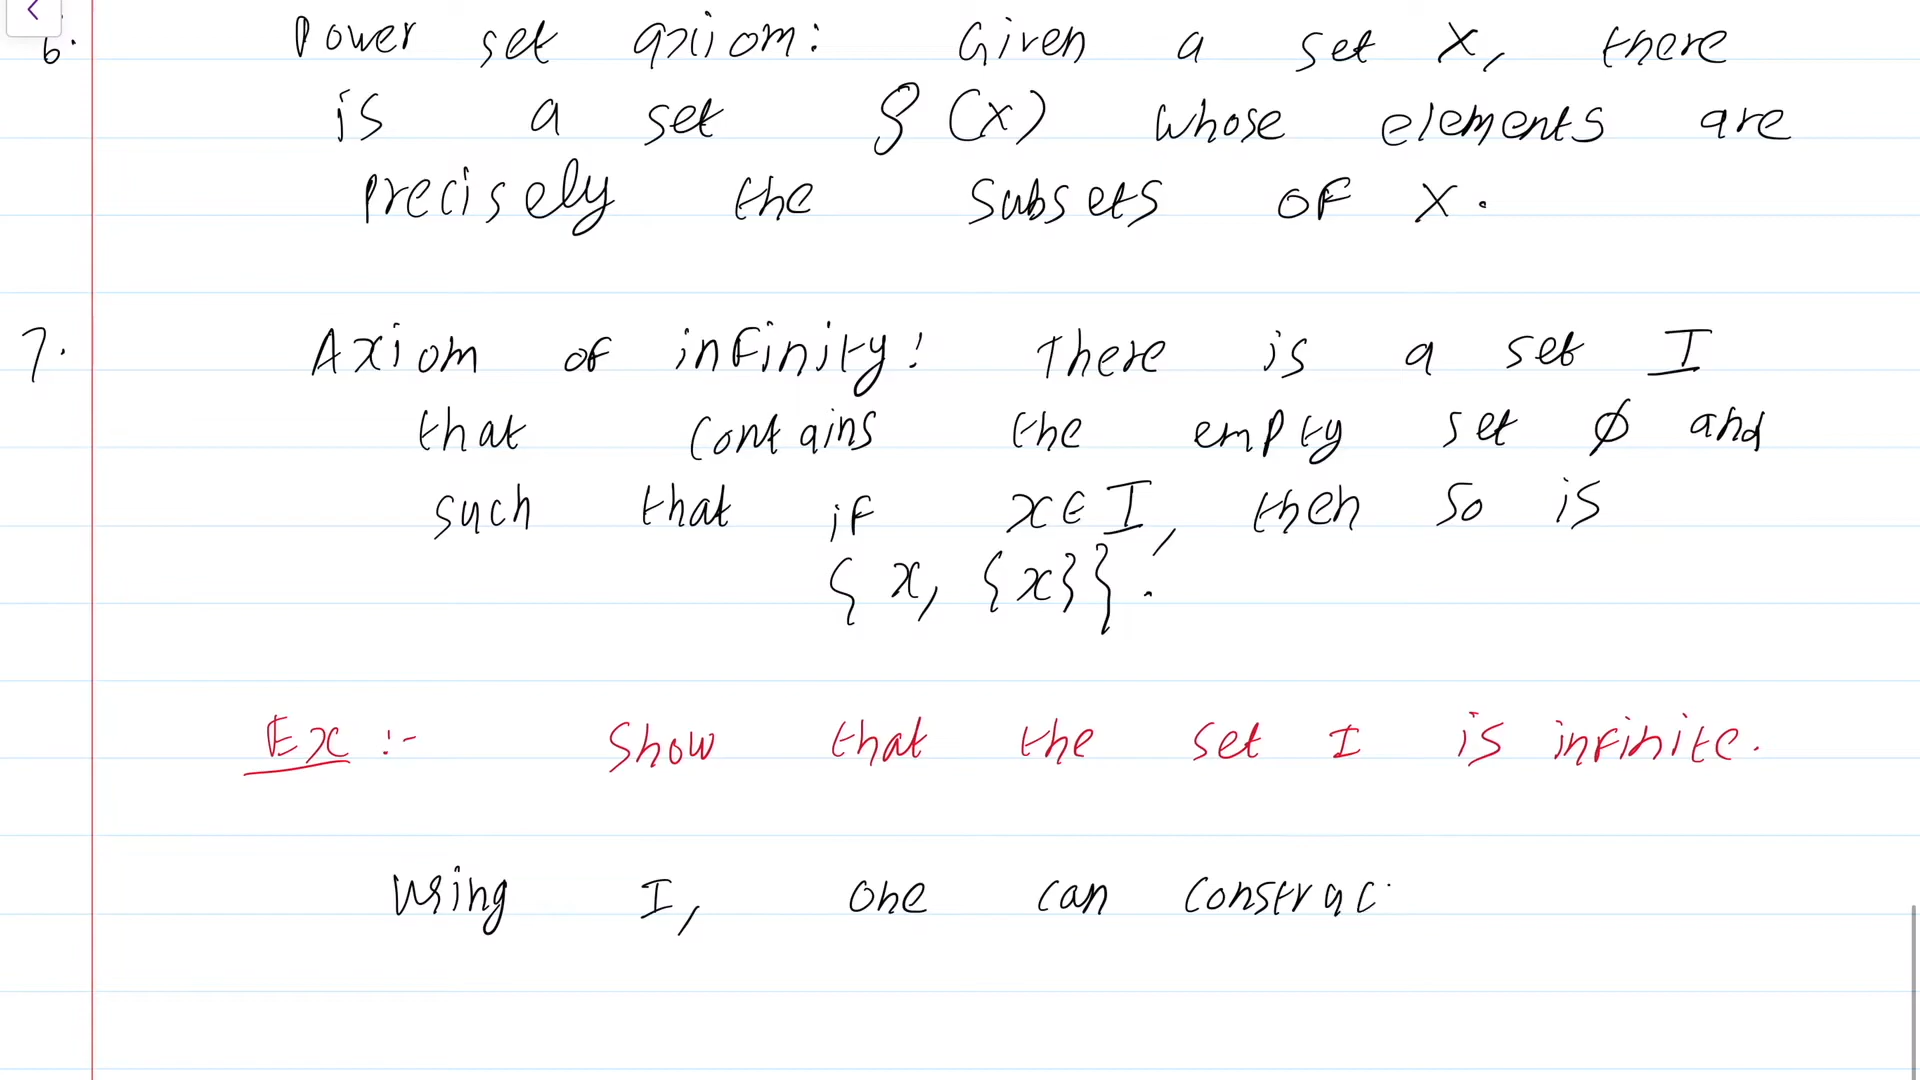 6. Power set axiom: Given a set X, there
is a set ℘(X) whose elements are
precisely the subsets of X.
7. Axiom of infinity: There is a set I
that contains the empty set ∅ and
such that if x∈I, then so is
{x, {x}}.
Ex :- Show that the set I is infinite.
Using I, one can construc